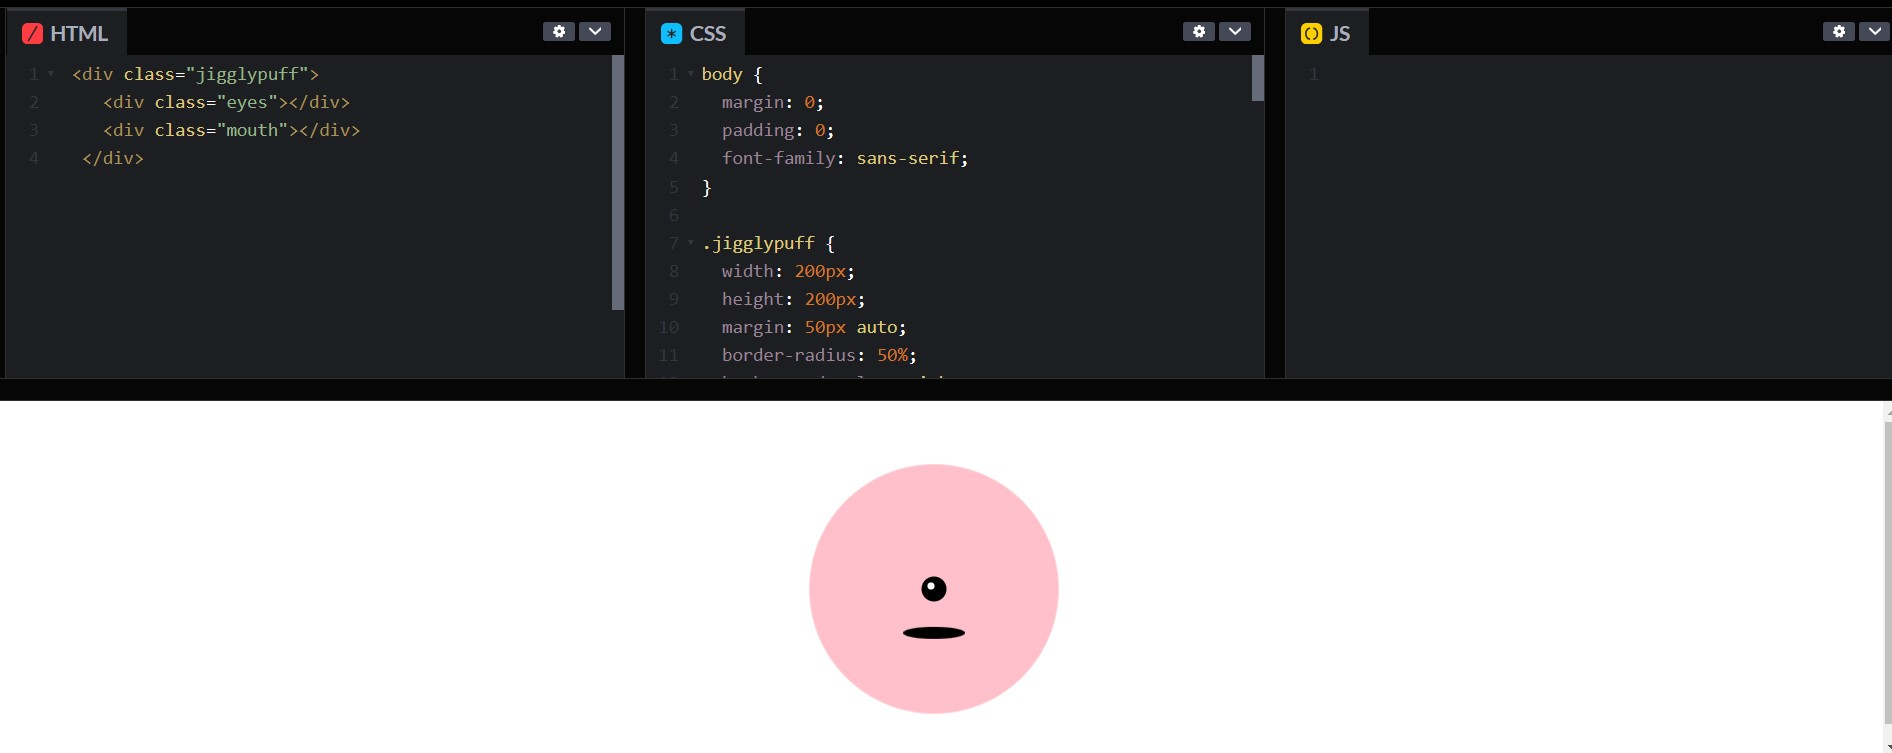 HTML
1 <div class="jigglypuff">
2 <div class="eyes"></div>
3 <div class="mouth"></div>
4 </div>
CSS
1 body {
2 margin: 0;
3 padding: 0;
4 font-family: sans-serif;
5 }
6
7 .jigglypuff {
8 width: 200px;
9 height: 200px;
10 margin: 50px auto;
11 border-radius: 50%;
JS
1